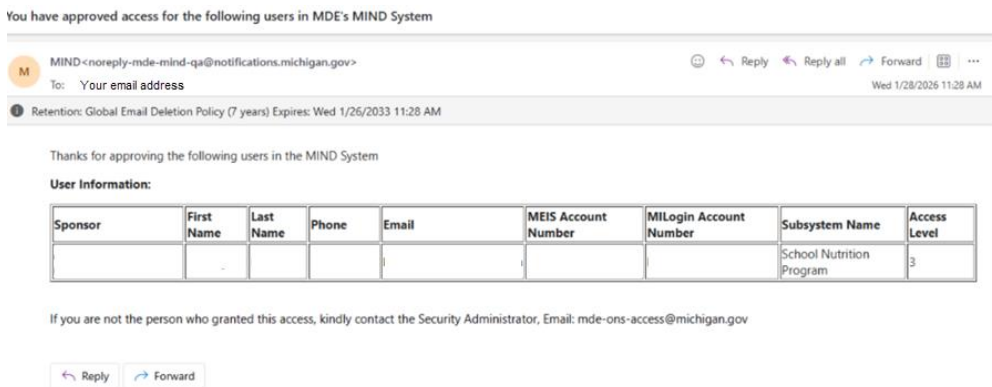 You have approved access for the following users in MDE's MIND System
M
MIND<noreply-mde-mind-qa@notifications.michigan.gov>
Reply Reply all Forward
To: Your email address
Wed 1/28/2026 11:28 AM
Retention: Global Email Deletion Policy (7 years) Expires: Wed 1/26/2033 11:28 AM
Thanks for approving the following users in the MIND System
User Information:
Sponsor First Name Last Name Phone Email MEIS Account Number MILogin Account Number Subsystem Name Access Level
School Nutrition Program 3
If you are not the person who granted this access, kindly contact the Security Administrator, Email: mde-ons-access@michigan.gov
Reply Forward